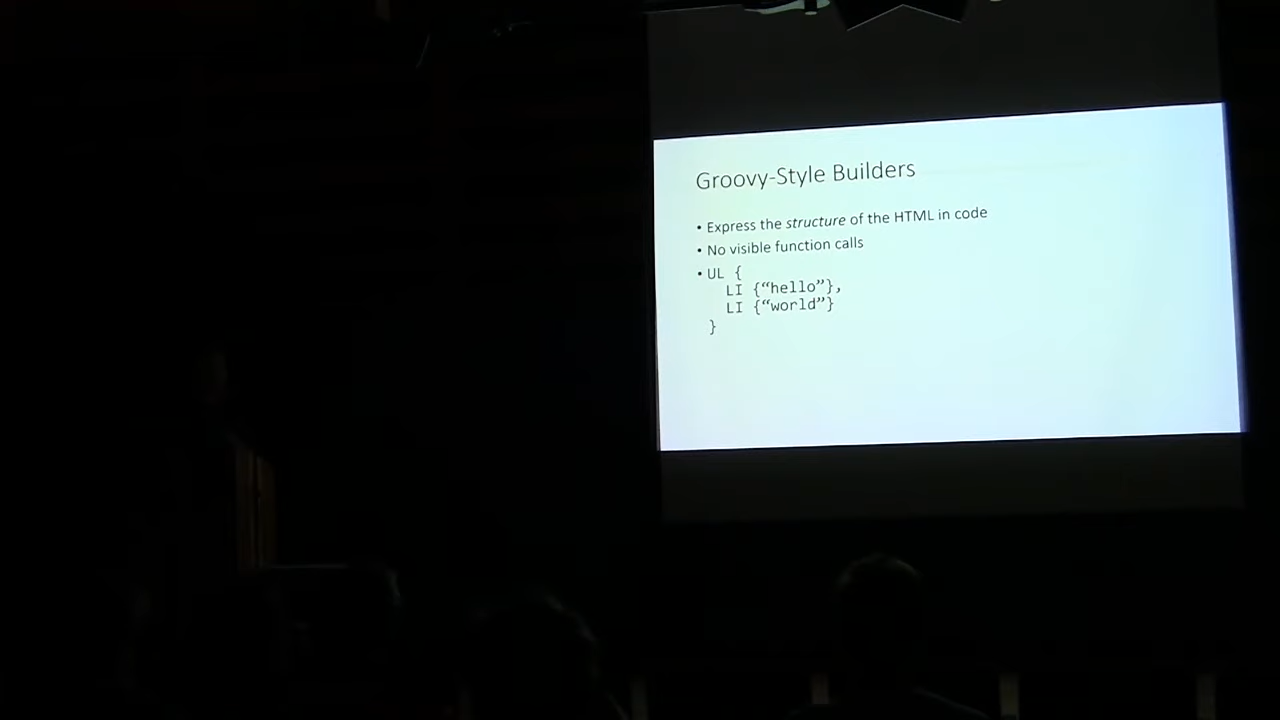 Groovy-Style Builders
• Express the structure of the HTML in code
• No visible function calls
• UL {
LI {“hello”},
LI {“world”}
}